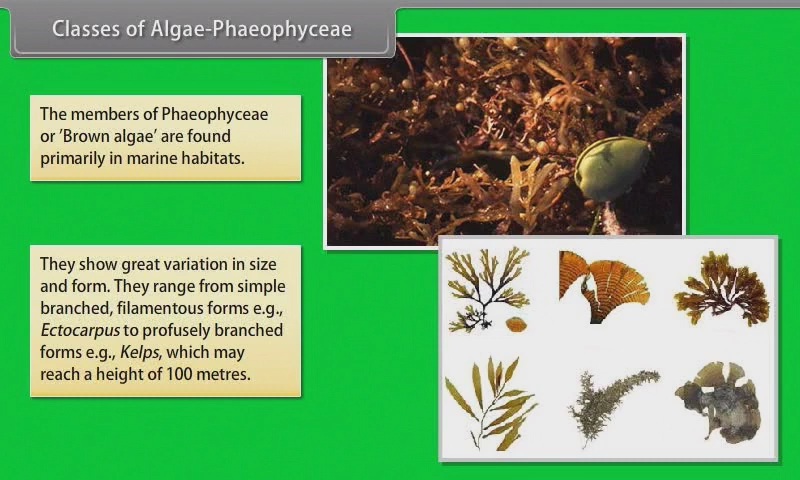 Classes of Algae-Phaeophyceae
The members of Phaeophyceae
or ’Brown algae’ are found
primarily in marine habitats.
They show great variation in size
and form. They range from simple
branched, filamentous forms e.g.,
Ectocarpus to profusely branched
forms e.g., Kelps, which may
reach a height of 100 metres.